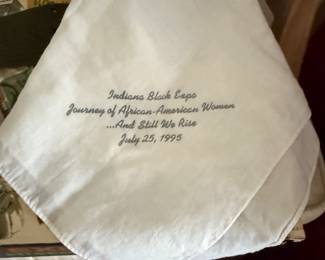 Indiana Black Expo
Journey of African-American Women
...And Still We Rise
July 25, 1995